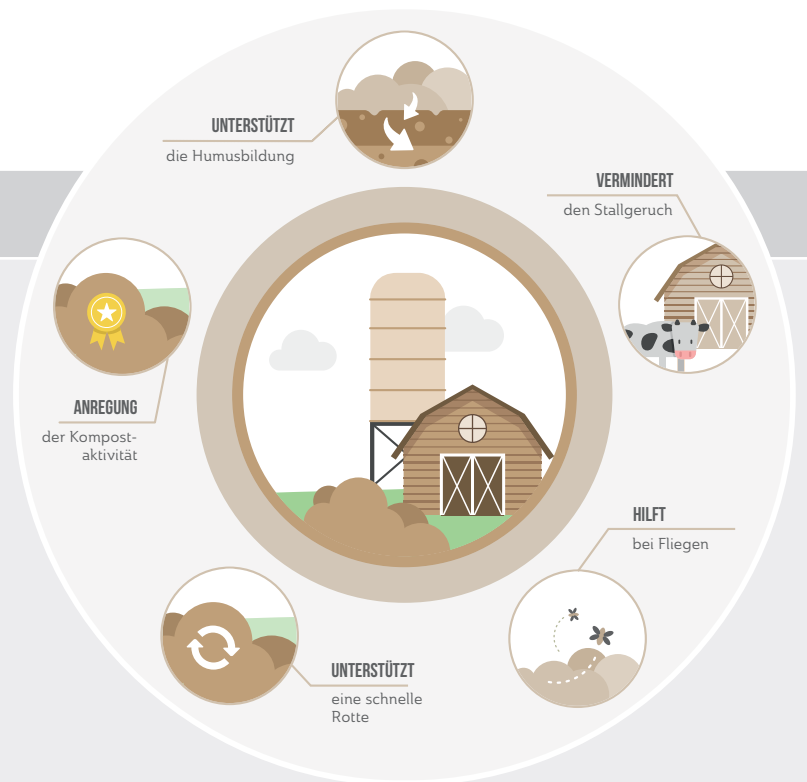 UNTERSTÜTZT
die Humusbildung
VERMINDERT
den Stallgeruch
ANREGUNG
der Kompost-
aktivität
HILFT
bei Fliegen
UNTERSTÜTZT
eine schnelle
Rotte